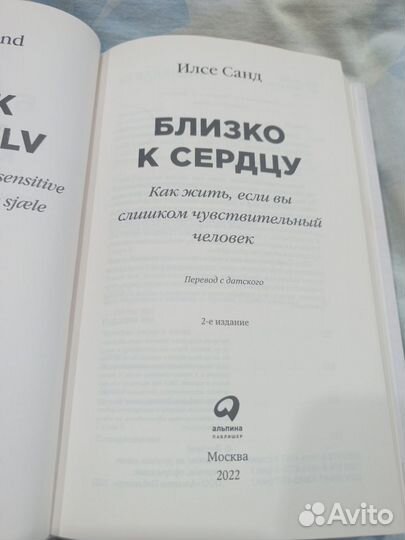 nd
K
LV
sensitive
sjæle
Илсе Санд
БЛИЗКО
К СЕРДЦУ
Как жить, если вы
слишком чувствительный
человек
Перевод с датского
2-е издание
альпина
ПАБЛИШЕР
Москва
2022
Avito